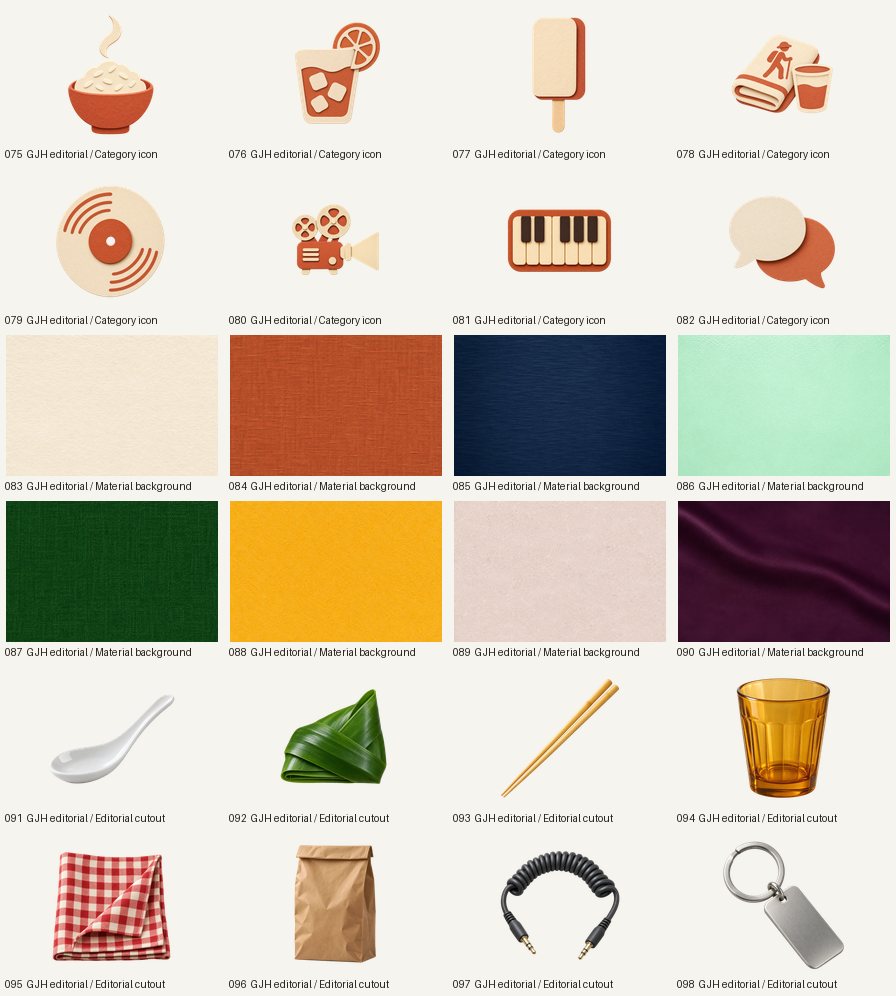 075 GJH editorial / Category icon
076 GJH editorial / Category icon
077 GJH editorial / Category icon
078 GJH editorial / Category icon
079 GJH editorial / Category icon
080 GJH editorial / Category icon
081 GJH editorial / Category icon
082 GJH editorial / Category icon
083 GJH editorial / Material background
084 GJH editorial / Material background
085 GJH editorial / Material background
086 GJH editorial / Material background
087 GJH editorial / Material background
088 GJH editorial / Material background
089 GJH editorial / Material background
090 GJH editorial / Material background
091 GJH editorial / Editorial cutout
092 GJH editorial / Editorial cutout
093 GJH editorial / Editorial cutout
094 GJH editorial / Editorial cutout
095 GJH editorial / Editorial cutout
096 GJH editorial / Editorial cutout
097 GJH editorial / Editorial cutout
098 GJH editorial / Editorial cutout